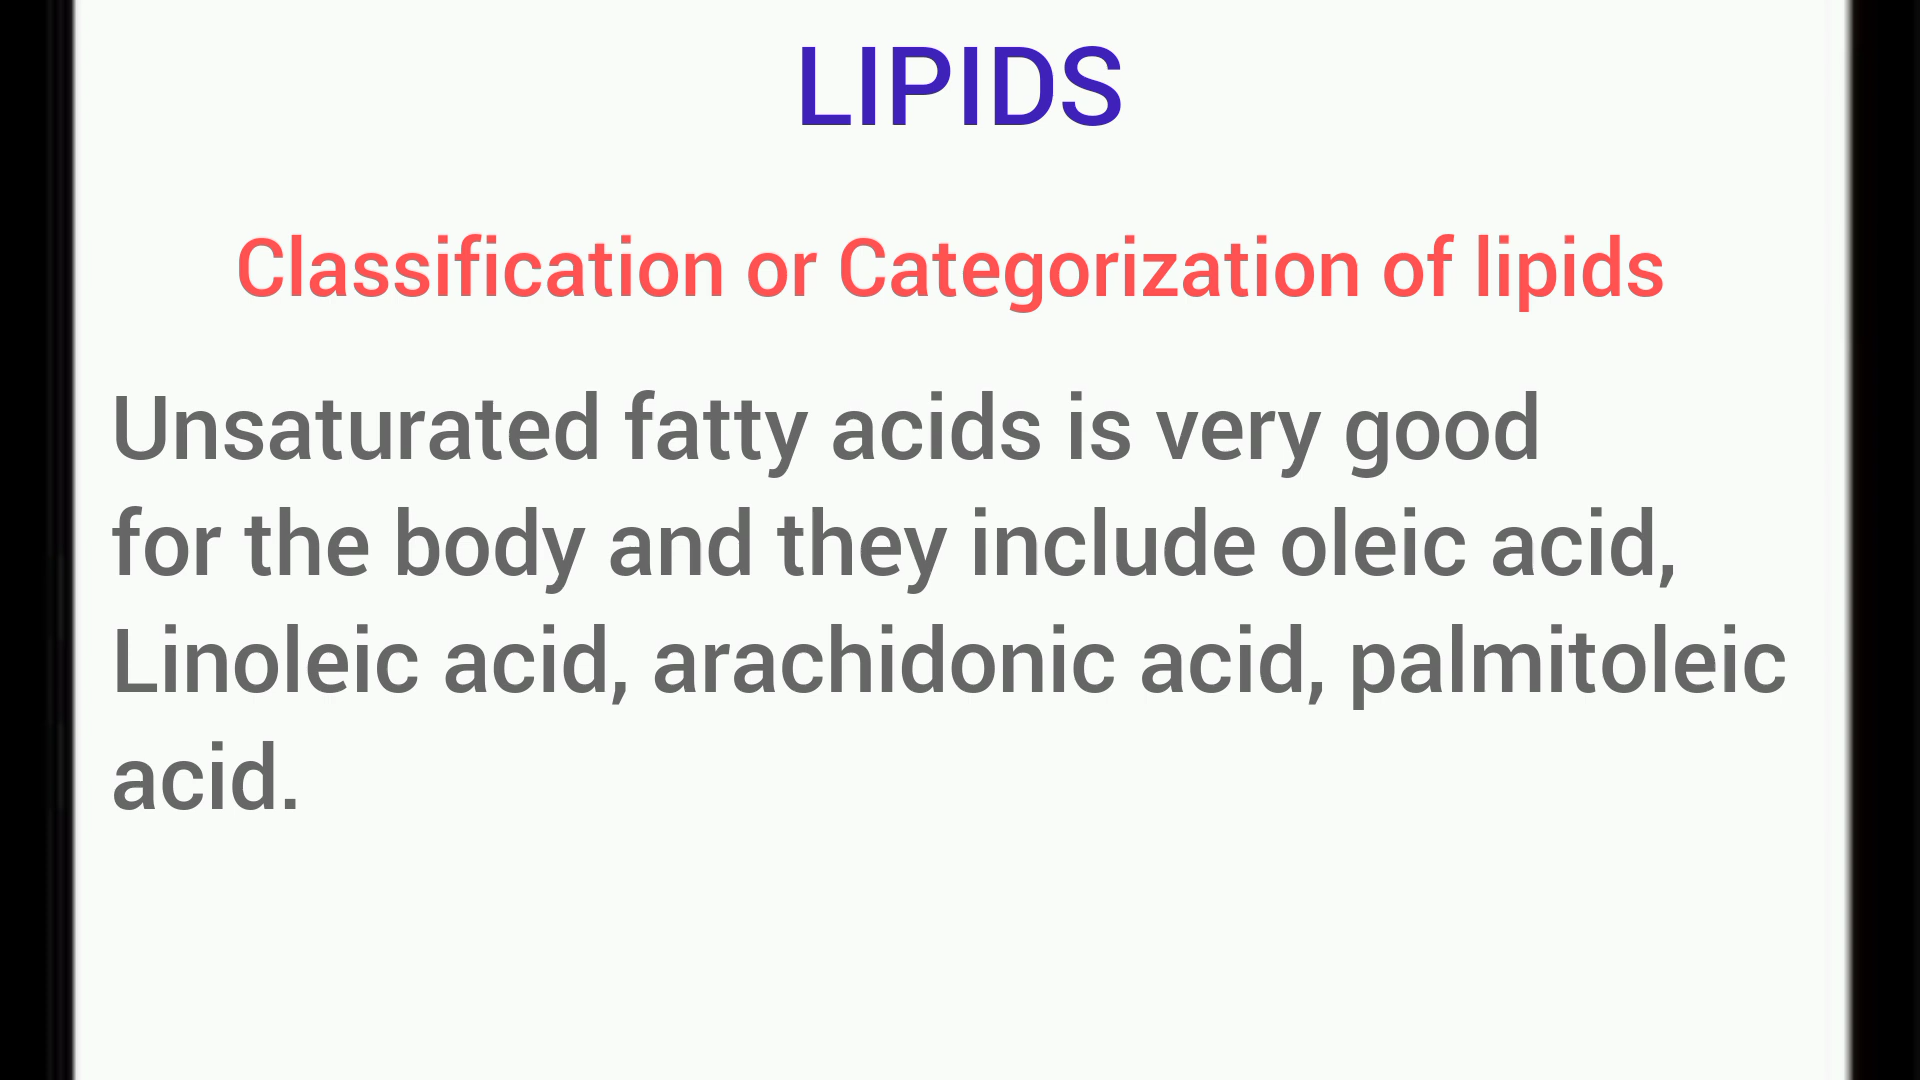 LIPIDS
Classification or Categorization of lipids
Unsaturated fatty acids is very good
for the body and they include oleic acid,
Linoleic acid, arachidonic acid, palmitoleic
acid.